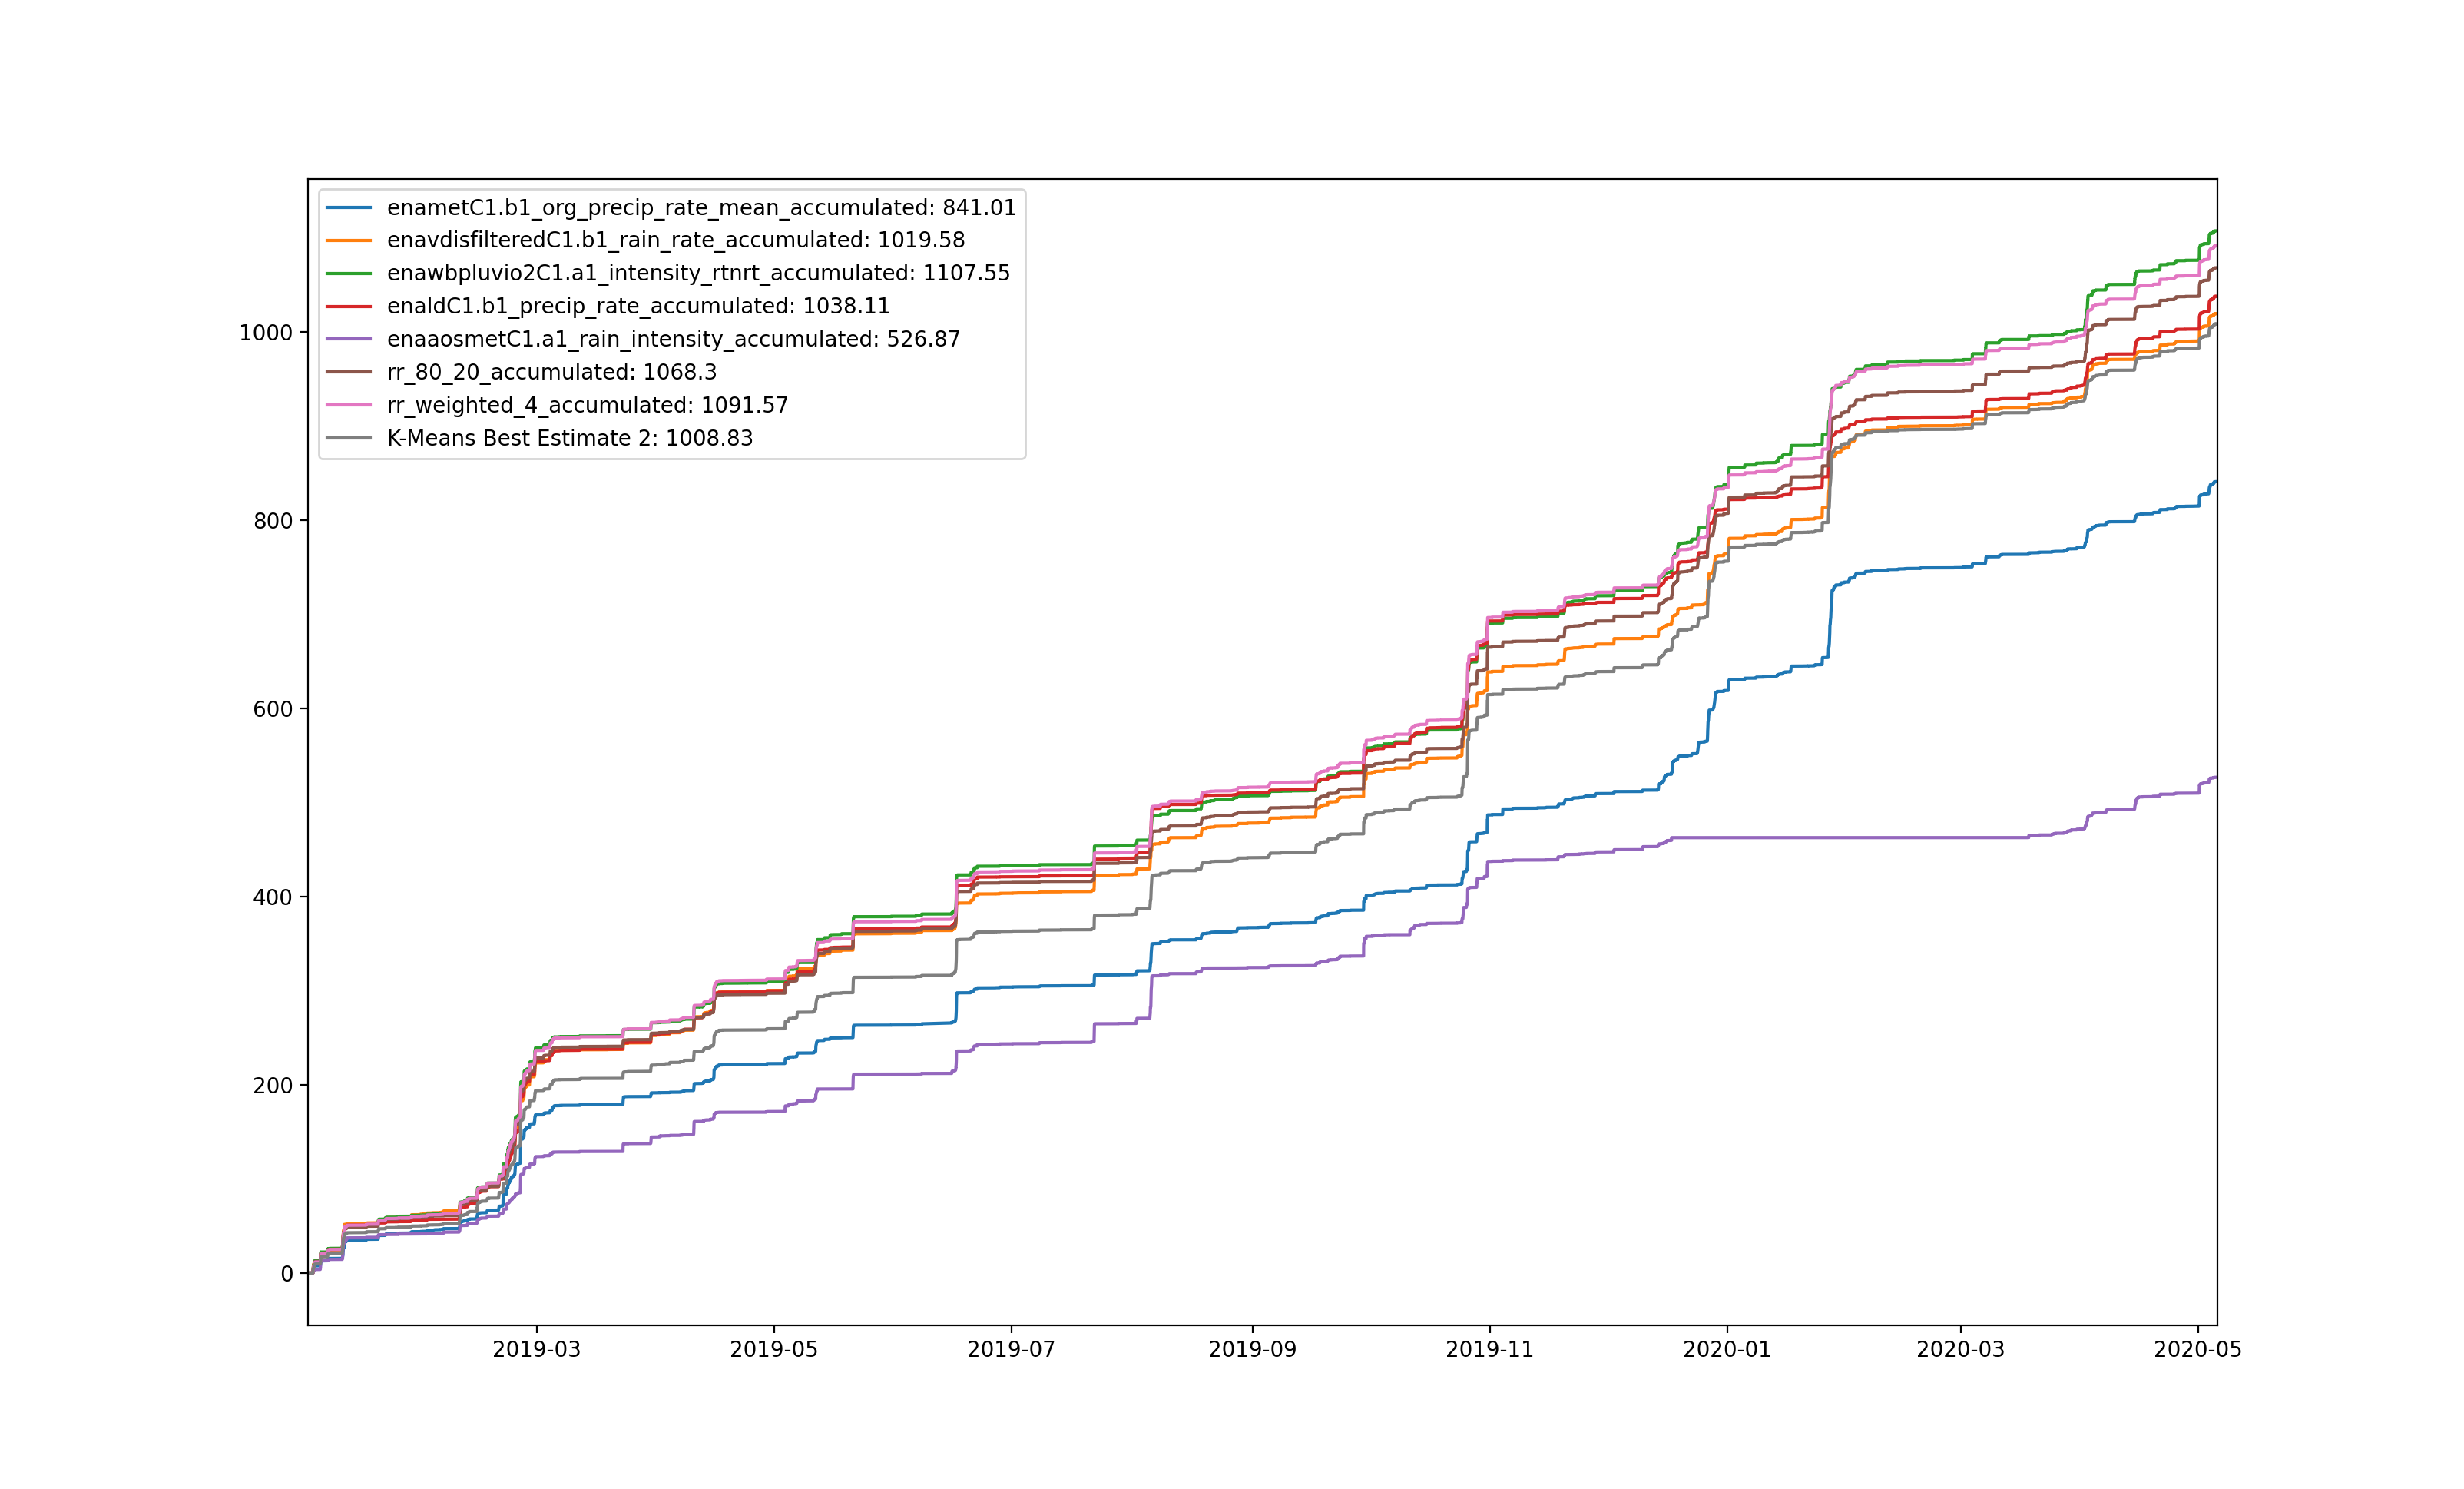 enametC1.b1_org_precip_rate_mean_accumulated: 841.01
enavdisfilteredC1.b1_rain_rate_accumulated: 1019.58
enawbpluvio2C1.a1_intensity_rtnrt_accumulated: 1107.55
enaldC1.b1_precip_rate_accumulated: 1038.11
enaaosmetC1.a1_rain_intensity_accumulated: 526.87
rr_80_20_accumulated: 1068.3
rr_weighted_4_accumulated: 1091.57
K-Means Best Estimate 2: 1008.83
1000
800
600
400
200
0
2019-03 2019-05 2019-07 2019-09 2019-11 2020-01 2020-03 2020-05